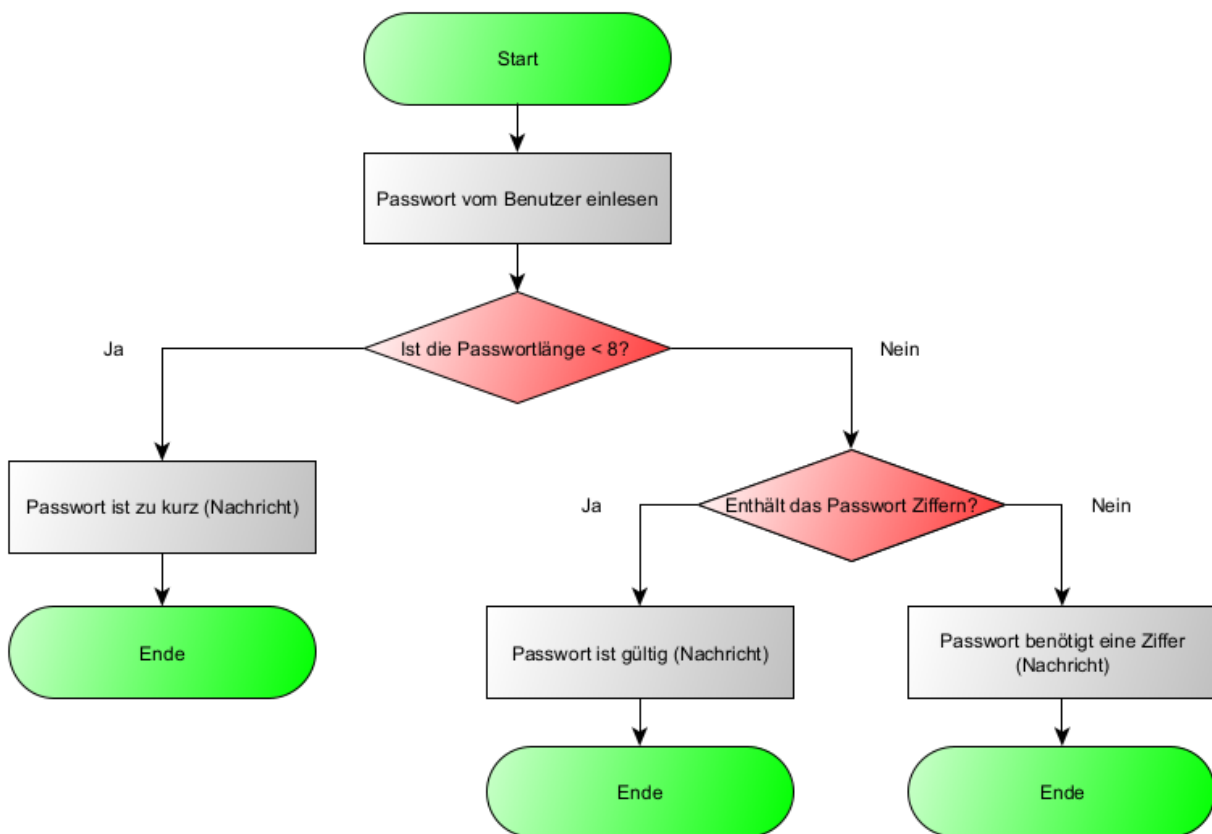 Start
Passwort vom Benutzer einlesen
Ja
Ist die Passwortlänge < 8?
Nein
Passwort ist zu kurz (Nachricht)
Ja
Enthält das Passwort Ziffern?
Nein
Ende
Passwort ist gültig (Nachricht)
Passwort benötigt eine Ziffer
(Nachricht)
Ende
Ende